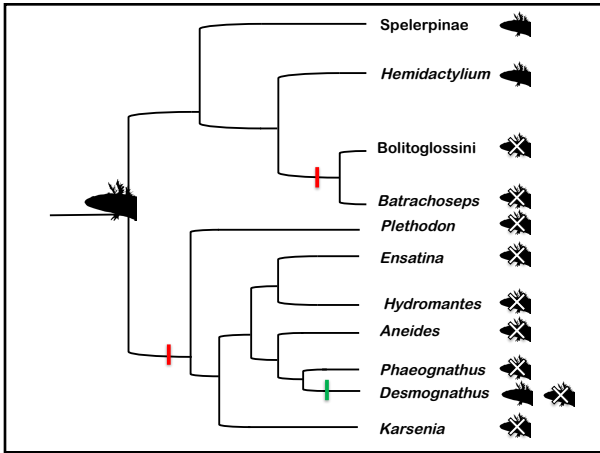 Spelerpinae
Hemidactylium
Bolitoglossini
Batrachoseps
Plethodon
Ensatina
Hydromantes
Aneides
Phaeognathus
Desmognathus
Karsenia